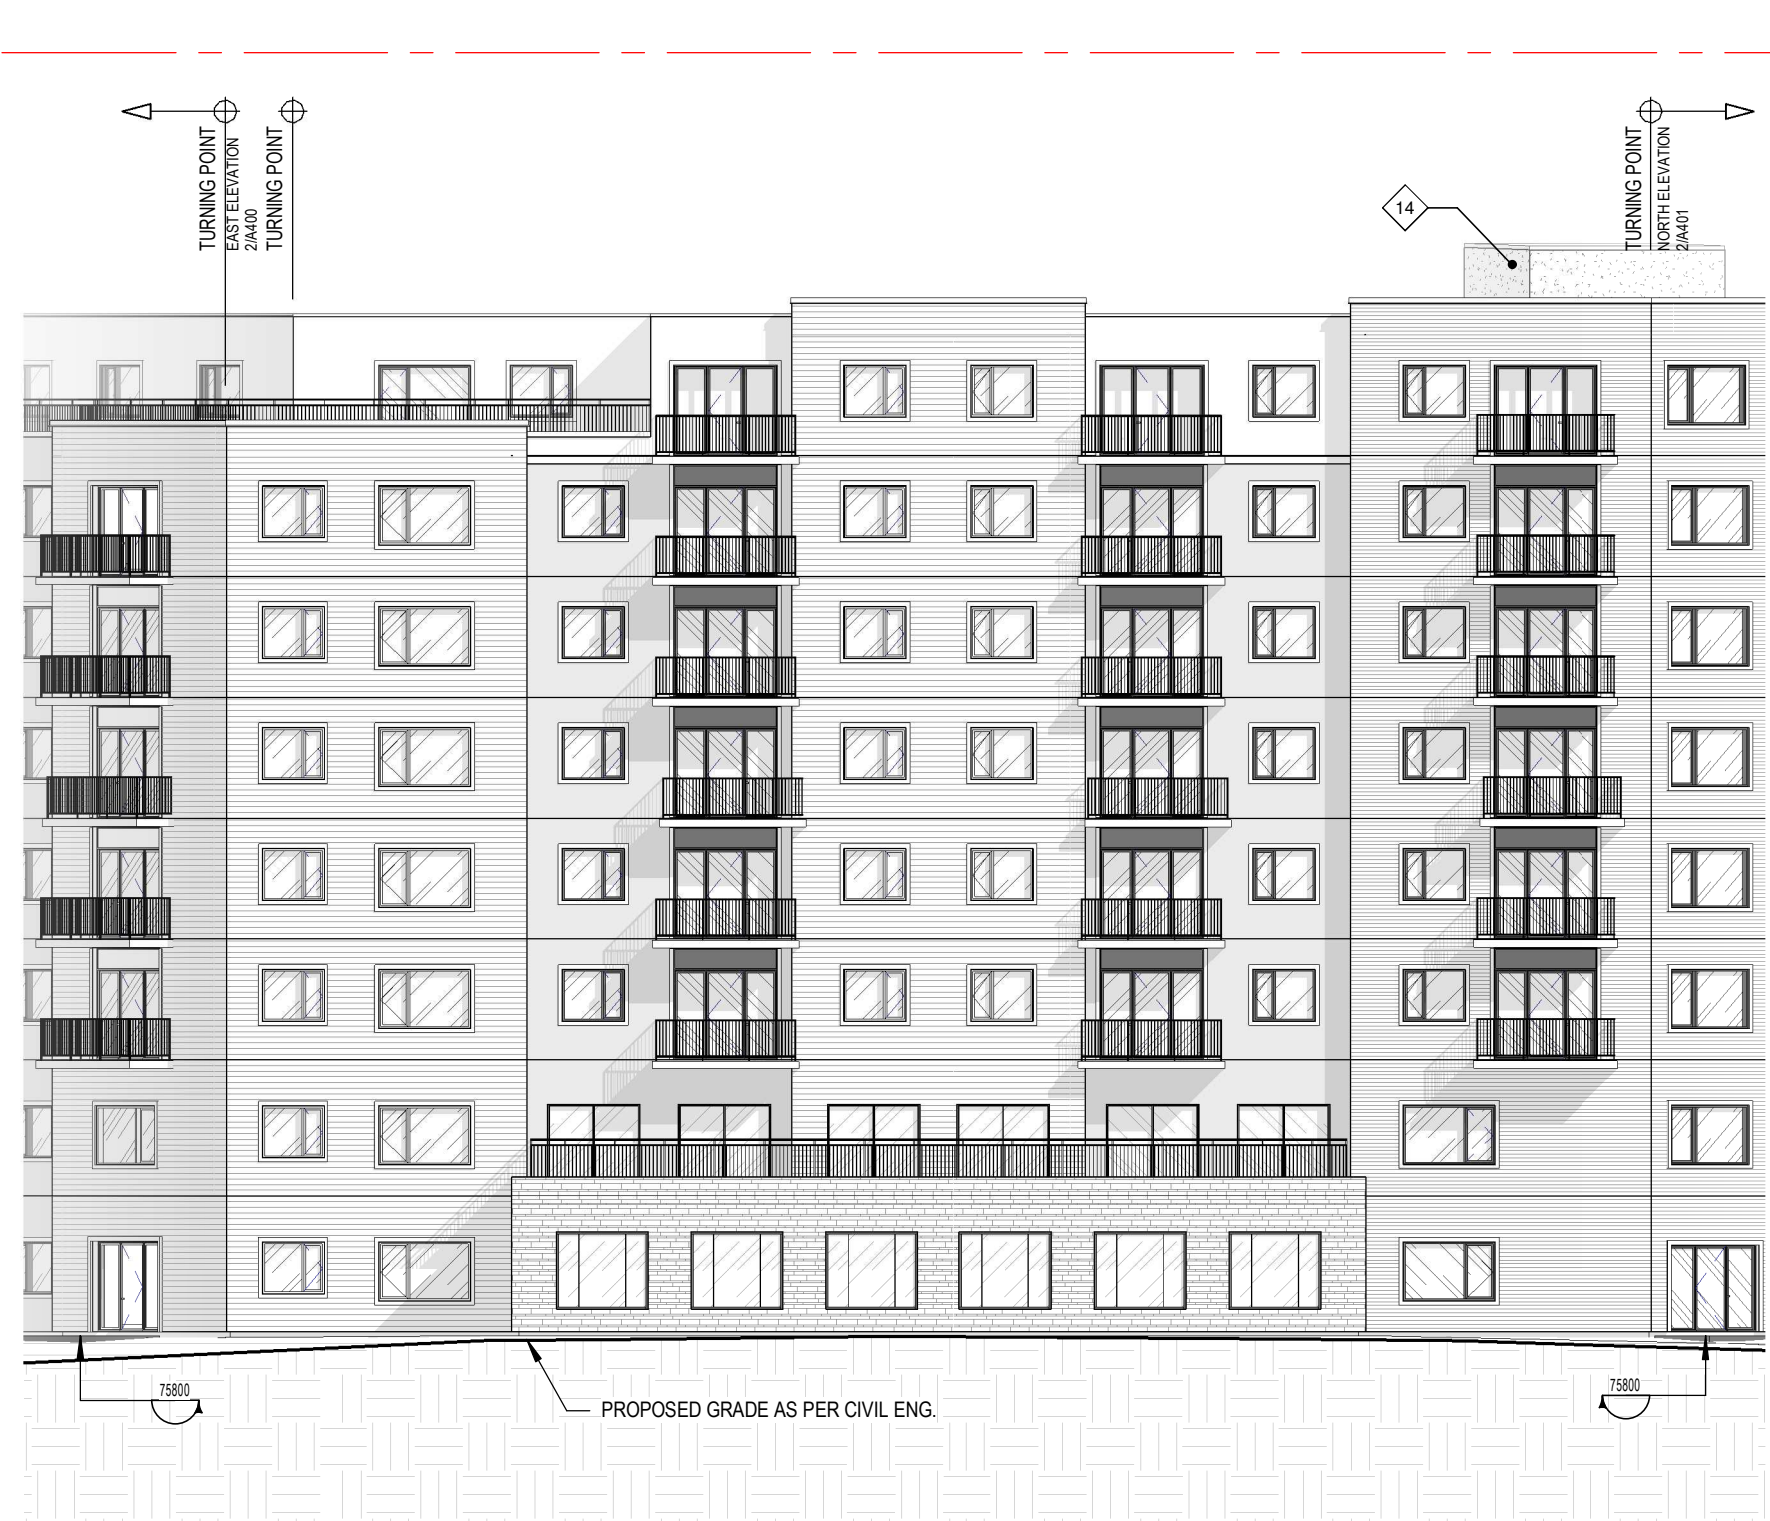 TURNING POINT
EAST ELEVATION
2/A400
TURNING POINT
14
TURNING POINT
NORTH ELEVATION
2/A401
75800
75800
PROPOSED GRADE AS PER CIVIL ENG.